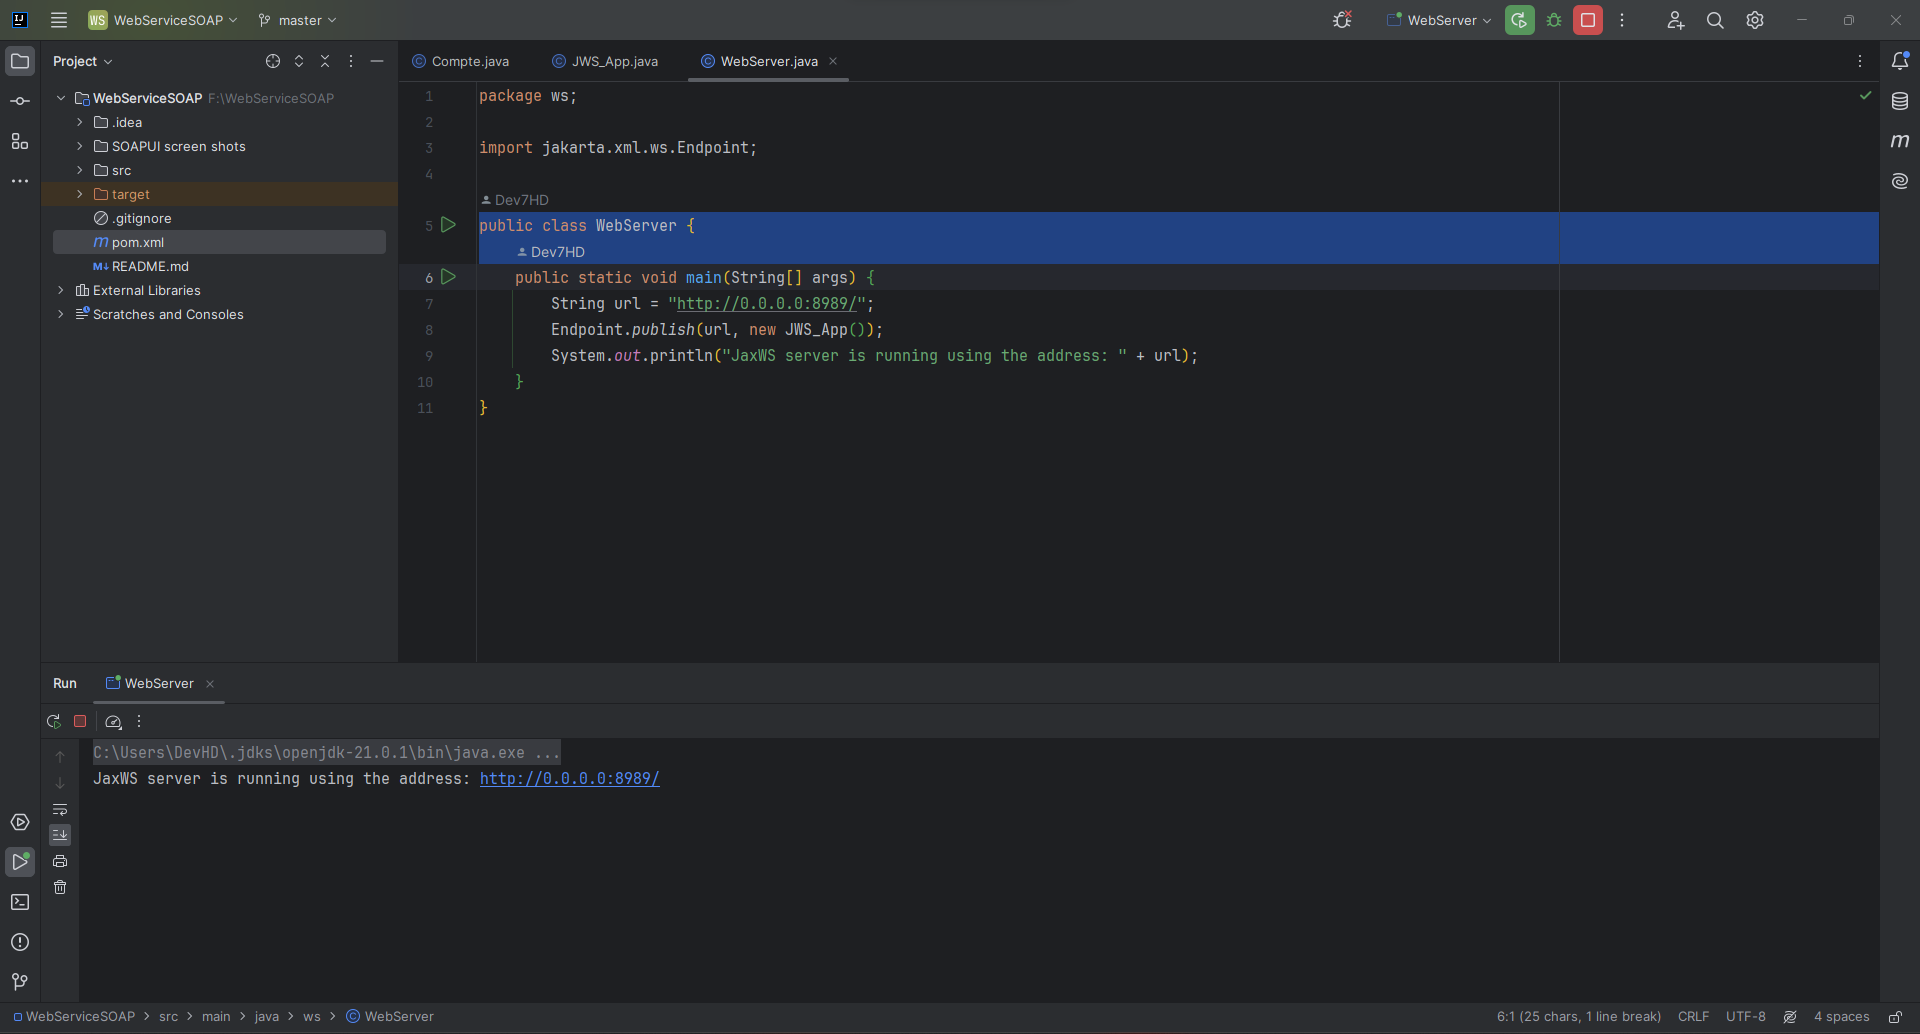 WS WebServiceSOAP master WebServer
Project
Compte.java JWS_App.java WebServer.java
WebServiceSOAP F:\WebServiceSOAP
.idea
SOAPUI screen shots
src
target
.gitignore
m pom.xml
M↓ README.md
External Libraries
Scratches and Consoles
1 package ws;
2
3 import jakarta.xml.ws.Endpoint;
4
Dev7HD
5 public class WebServer {
Dev7HD
6 public static void main(String[] args) {
7 String url = "http://0.0.0.0:8989/";
8 Endpoint.publish(url, new JWS_App());
9 System.out.println("JaxWS server is running using the address: " + url);
10 }
11 }
Run WebServer
C:\Users\DevHD\.jdks\openjdk-21.0.1\bin\java.exe ...
JaxWS server is running using the address: http://0.0.0.0:8989/
WebServiceSOAP > src > main > java > ws > WebServer
6:1 (25 chars, 1 line break) CRLF UTF-8 4 spaces